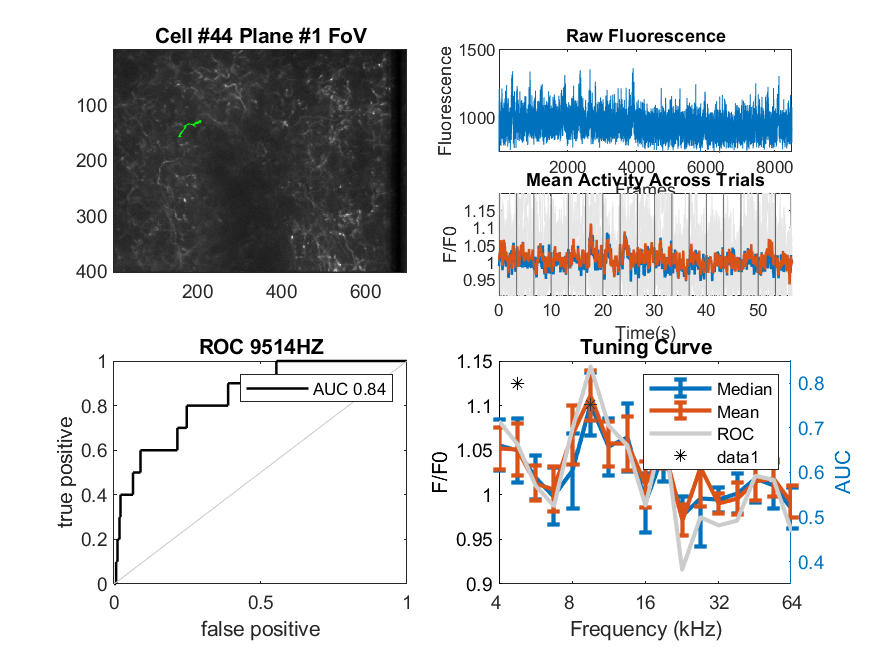 Cell #44 Plane #1 FoV
100
200
300
400
200
400
600
Raw Fluorescence
1500
1000
Fluorescence
2000
4000
6000
8000
Frames
Mean Activity Across Trials
1.15
1.1
1.05
1
0.95
F/F0
0
10
20
30
40
50
Time(s)
ROC 9514HZ
1
0.8
0.6
0.4
0.2
0
true positive
AUC 0.84
0
0.5
1
false positive
Tuning Curve
1.15
1.1
1.05
1
0.95
0.9
F/F0
Median
Mean
ROC
data1
0.8
0.7
0.6
0.5
0.4
AUC
4
8
16
32
64
Frequency (kHz)